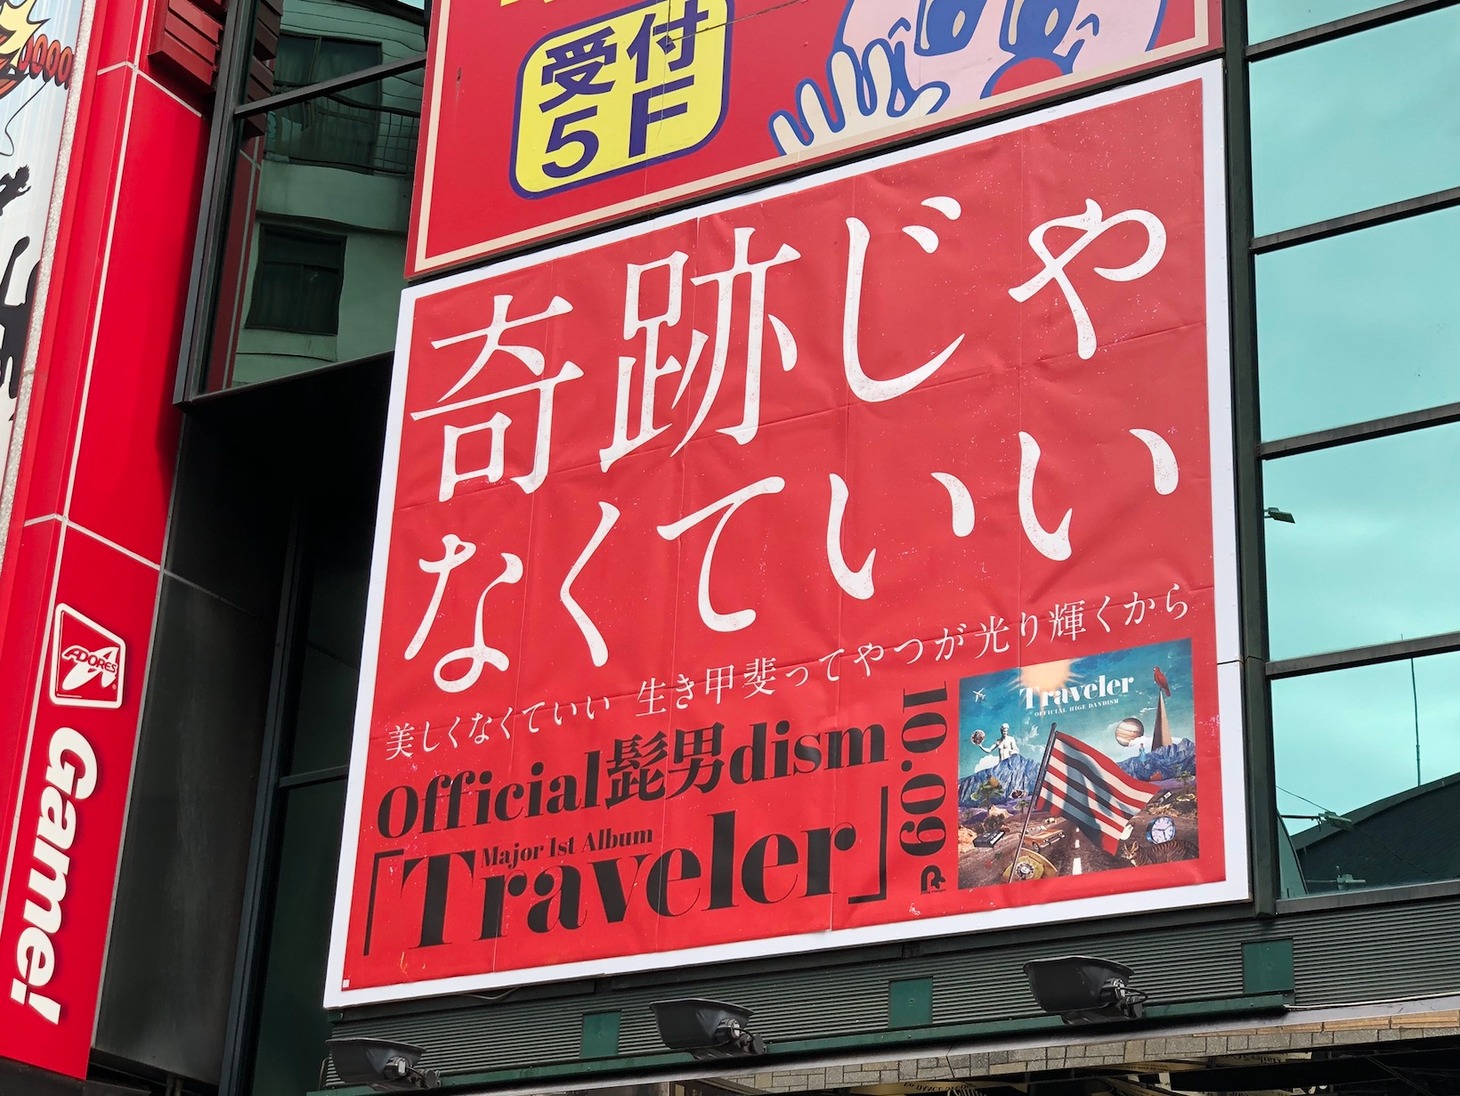 受付
5F
奇跡じゃ
なくていい
美しくなくていい 生き甲斐ってやつが光り輝くから
Official髭男dism
Major 1st Album
「Traveler」
10.09
Traveler
OFFICIAL HIGE DANDISM
ADORES
Game!